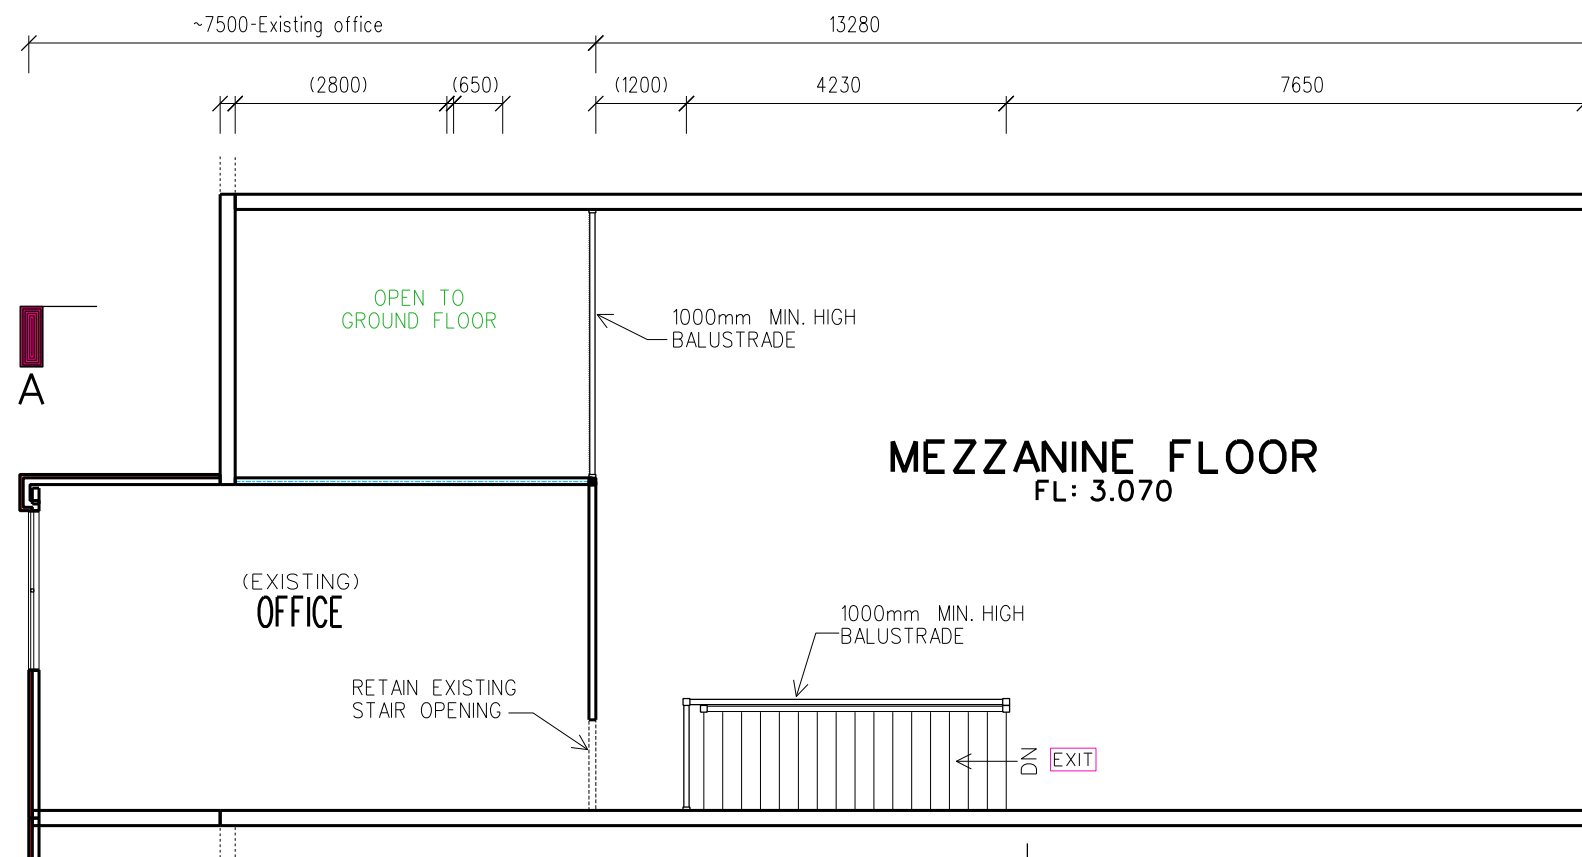 ~7500-Existing office
13280
(2800)
(650)
(1200)
4230
7650
OPEN TO
GROUND FLOOR
1000mm MIN. HIGH
BALUSTRADE
A
MEZZANINE FLOOR
FL: 3.070
(EXISTING)
OFFICE
1000mm MIN. HIGH
BALUSTRADE
RETAIN EXISTING
STAIR OPENING
DN
EXIT